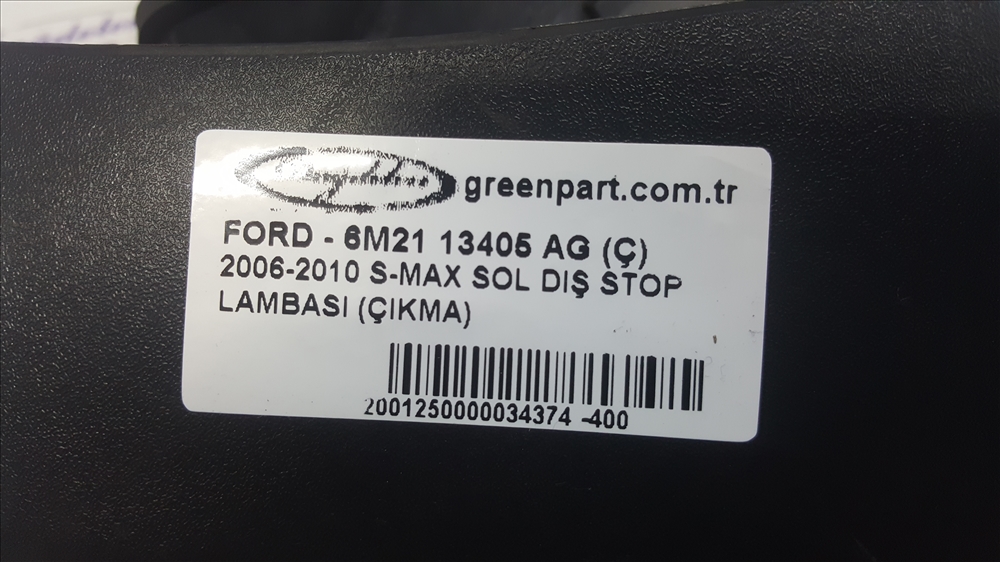 greenpart.com.tr
FORD - 6M21 13405 AG (Ç)
2006-2010 S-MAX SOL DIŞ STOP
LAMBASI (ÇIKMA)
2001250000034374 -400